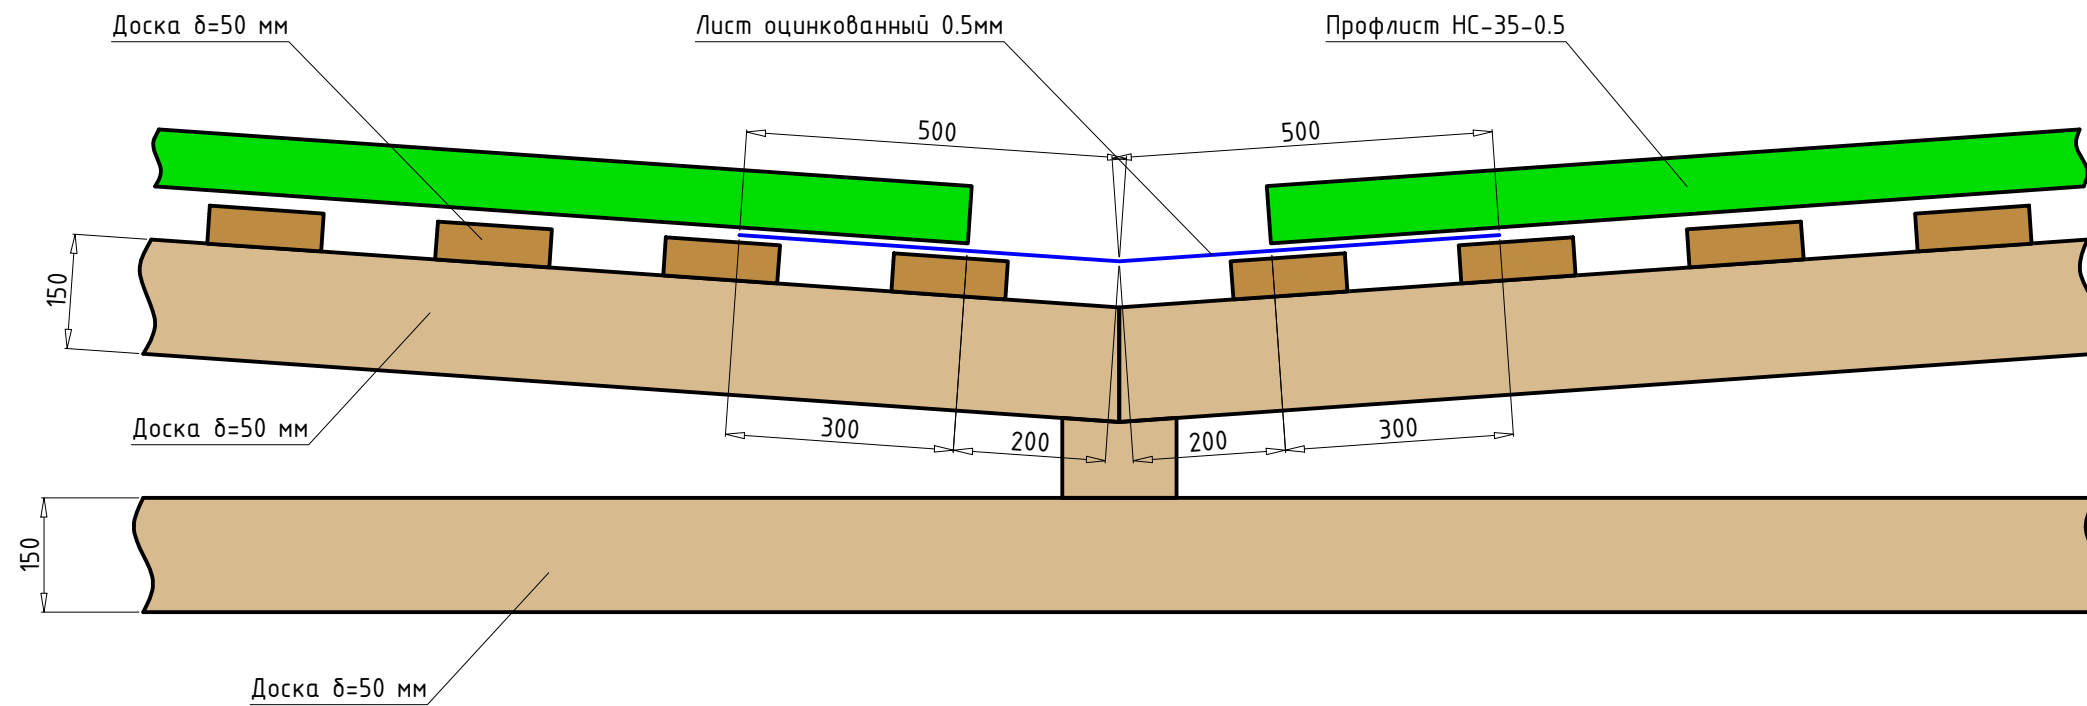 Доска δ=50 мм
Лист оцинкованный 0.5мм
Профлист НС-35-0.5
500
500
150
Доска δ=50 мм
300
200
200
300
150
Доска δ=50 мм